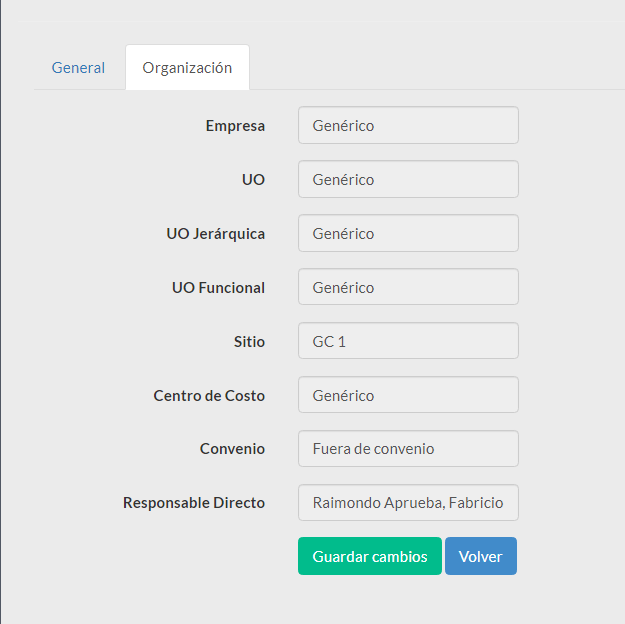 General Organización
Empresa Genérico
UO Genérico
UO Jerárquica Genérico
UO Funcional Genérico
Sitio GC 1
Centro de Costo Genérico
Convenio Fuera de convenio
Responsable Directo Raimondo Aprueba, Fabricio
Guardar cambios Volver